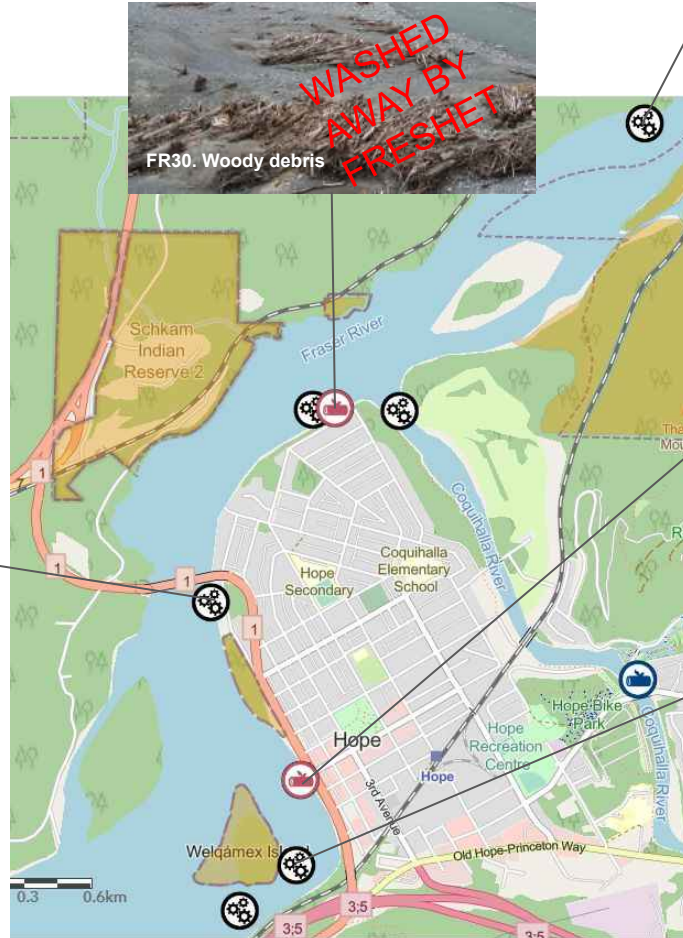 WASHED
AWAY BY
FRESHET
FR30. Woody debris
Schkam
Indian
Reserve 2
Fraser River
1
1
1
1
Coquihalla River
Hope
Secondary
Coquihalla
Elementary
School
Hope Bike
Park
Hope
Recreation
Centre
Hope
Hope
3rd Avenue
Coquihalla River
Welqámex Island
Old Hope-Princeton Way
0.3
0.6km
3;5
3;5
3;5